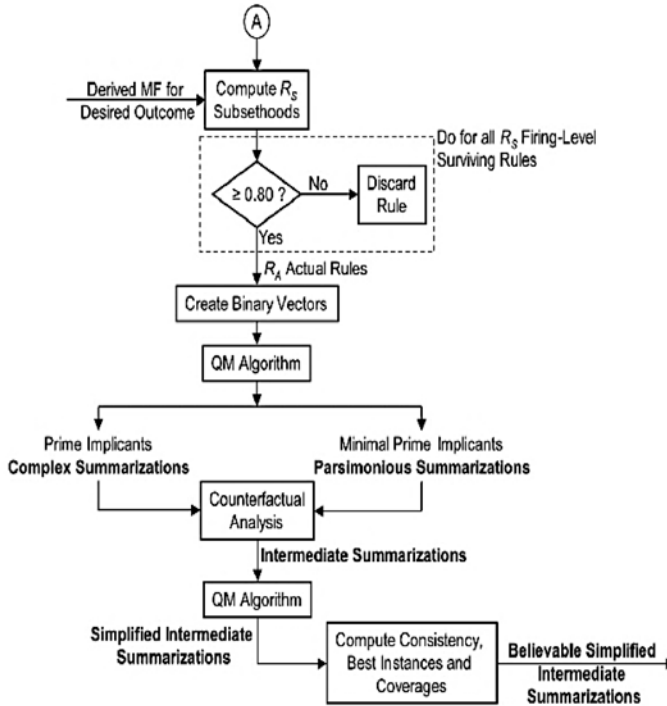 A
Derived MF for
Desired Outcome
Compute R_S
Subsethoods
Do for all R_S Firing-Level
Surviving Rules
≥ 0.80 ?
No
Discard
Rule
Yes
R_A Actual Rules
Create Binary Vectors
QM Algorithm
Prime Implicants
Complex Summarizations
Minimal Prime Implicants
Parsimonious Summarizations
Counterfactual
Analysis
Intermediate Summarizations
QM Algorithm
Simplified Intermediate
Summarizations
Compute Consistency,
Best Instances and
Coverages
Believable Simplified
Intermediate
Summarizations